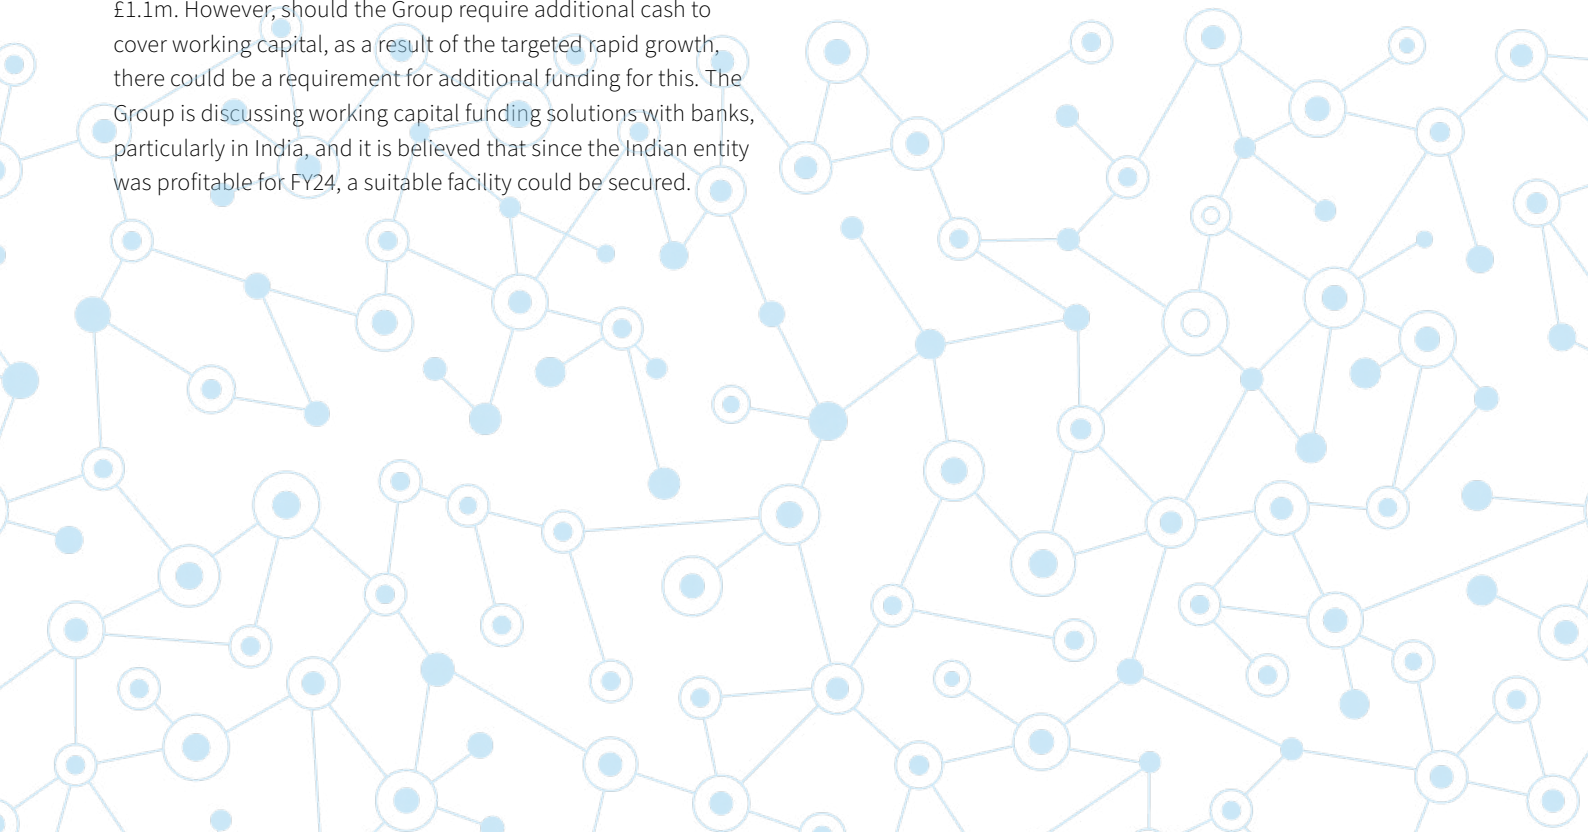 £1.1m. However, should the Group require additional cash to
cover working capital, as a result of the targeted rapid growth,
there could be a requirement for additional funding for this. The
Group is discussing working capital funding solutions with banks,
particularly in India, and it is believed that since the Indian entity
was profitable for FY24, a suitable facility could be secured.